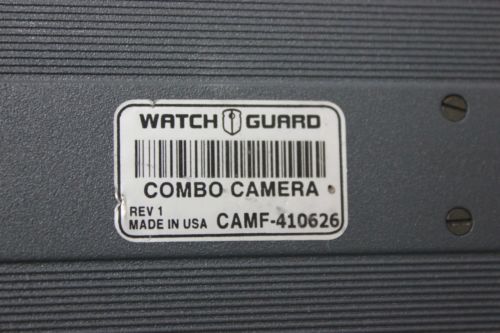 WATCH GUARD
COMBO CAMERA
REV 1
MADE IN USA CAMF-410626